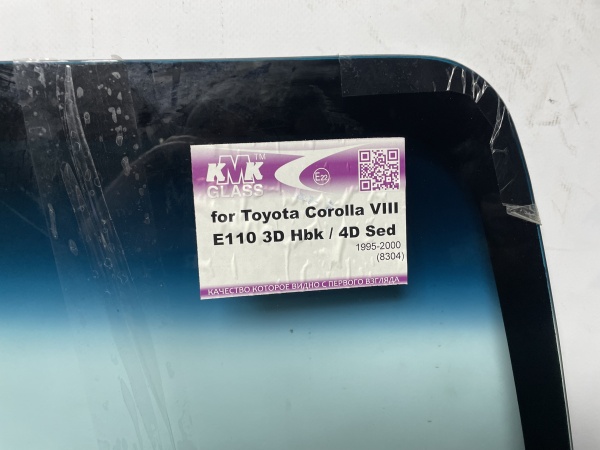 KMK™
GLASS
E22
for Toyota Corolla VIII
E110 3D Hbk / 4D Sed
1995-2000
(8304)
КАЧЕСТВО КОТОРОЕ ВИДНО С ПЕРВОГО ВЗГЛЯДА